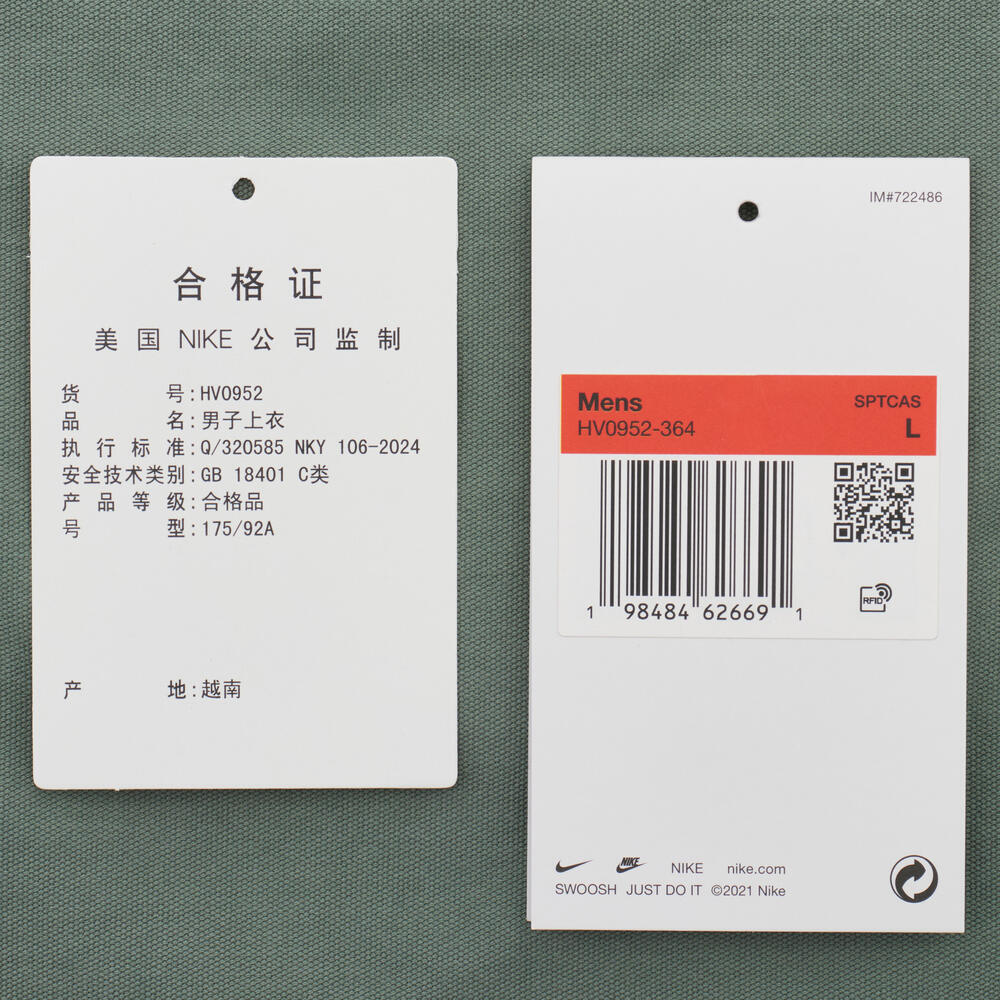 合格证
美国 NIKE 公司监制
货号:HV0952
品名:男子上衣
执行标准:Q/320585 NKY 106-2024
安全技术类别:GB 18401 C类
产品等级:合格品
号型:175/92A
产地:越南
IM#722486
Mens SPTCAS
HV0952-364 L
RFID
1 98484 62669 1
NIKE NIKE nike.com
SWOOSH JUST DO IT ©2021 Nike